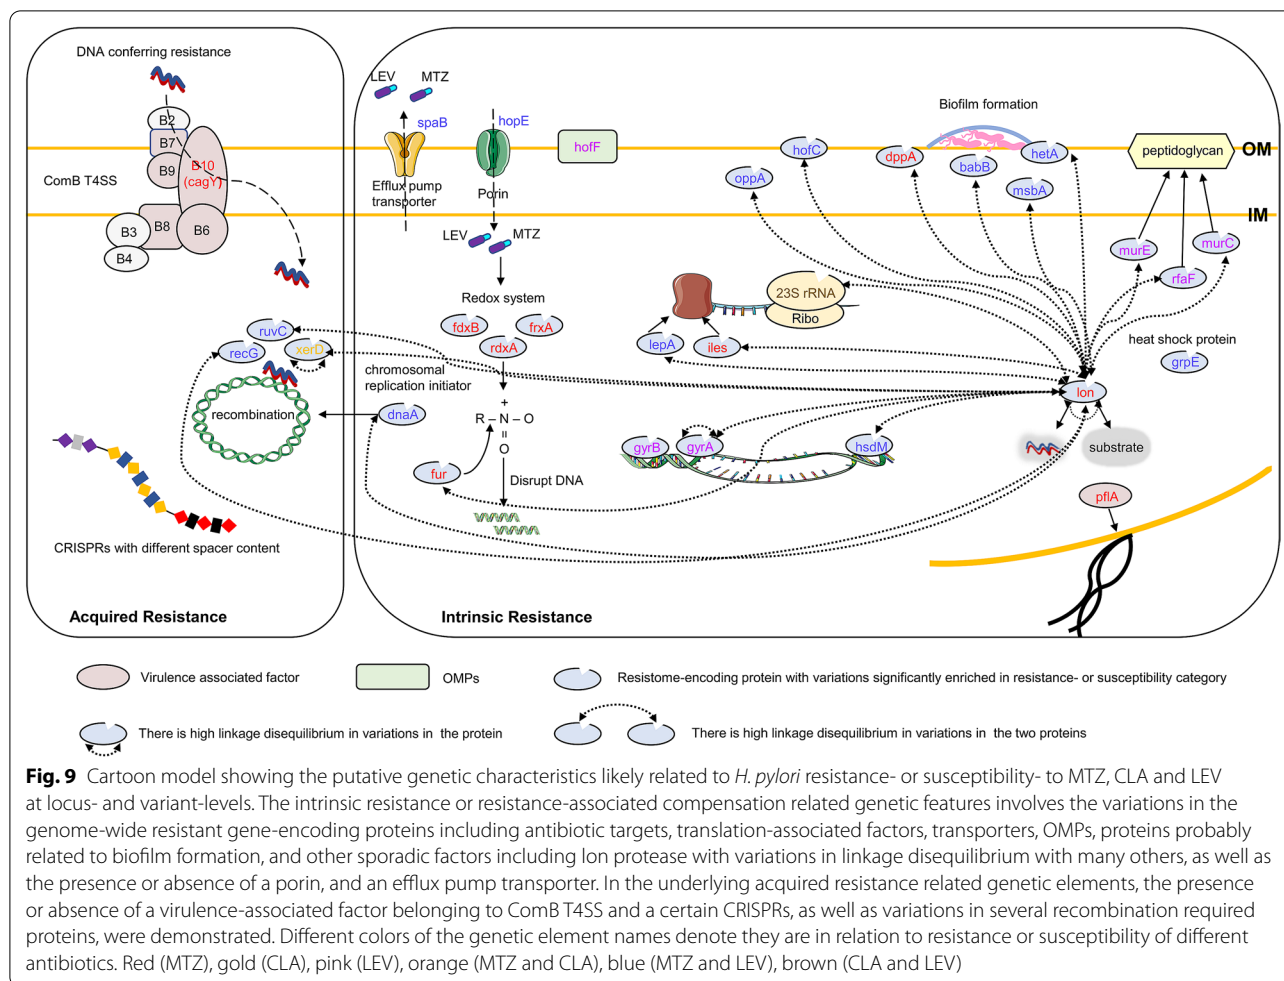 DNA conferring resistance
B2
B7
B10
(cagY)
B9
ComB T4SS
B8
B6
B3
B4
LEV
MTZ
spaB
hopE
hofF
Efflux pump
transporter
Porin
LEV
MTZ
Redox system
fdxB
frxA
rdxA
+
R – N – O
=
O
Disrupt DNA
fur
chromosomal
replication initiator
dnaA
ruvC
recG
xerD
recombination
CRISPRs with different spacer content
Acquired Resistance
Intrinsic Resistance
Biofilm formation
hofC
oppA
dppA
babB
hetA
msbA
peptidoglycan
OM
IM
murE
murC
rfaF
23S rRNA
Ribo
lepA
iles
heat shock protein
grpE
lon
substrate
gyrB
gyrA
hsdM
pflA
Virulence associated factor
OMPs
Resistome-encoding protein with variations significantly enriched in resistance- or susceptibility category
There is high linkage disequilibrium in variations in the protein
There is high linkage disequilibrium in variations in the two proteins
Fig. 9 Cartoon model showing the putative genetic characteristics likely related to H. pylori resistance- or susceptibility- to MTZ, CLA and LEV
at locus- and variant-levels. The intrinsic resistance or resistance-associated compensation related genetic features involves the variations in the
genome-wide resistant gene-encoding proteins including antibiotic targets, translation-associated factors, transporters, OMPs, proteins probably
related to biofilm formation, and other sporadic factors including lon protease with variations in linkage disequilibrium with many others, as well as
the presence or absence of a porin, and an efflux pump transporter. In the underlying acquired resistance related genetic elements, the presence
or absence of a virulence-associated factor belonging to ComB T4SS and a certain CRISPRs, as well as variations in several recombination required
proteins, were demonstrated. Different colors of the genetic element names denote they are in relation to resistance or susceptibility of different
antibiotics. Red (MTZ), gold (CLA), pink (LEV), orange (MTZ and CLA), blue (MTZ and LEV), brown (CLA and LEV)